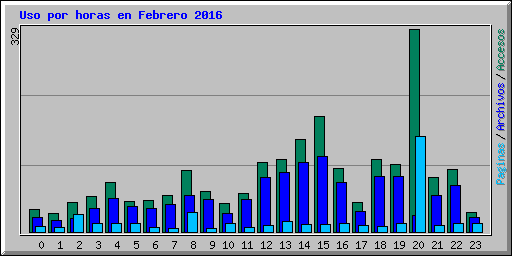 Uso por horas en Febrero 2016
329
Paginas / Archivos / Accesos
0 1 2 3 4 5 6 7 8 9 10 11 12 13 14 15 16 17 18 19 20 21 22 23